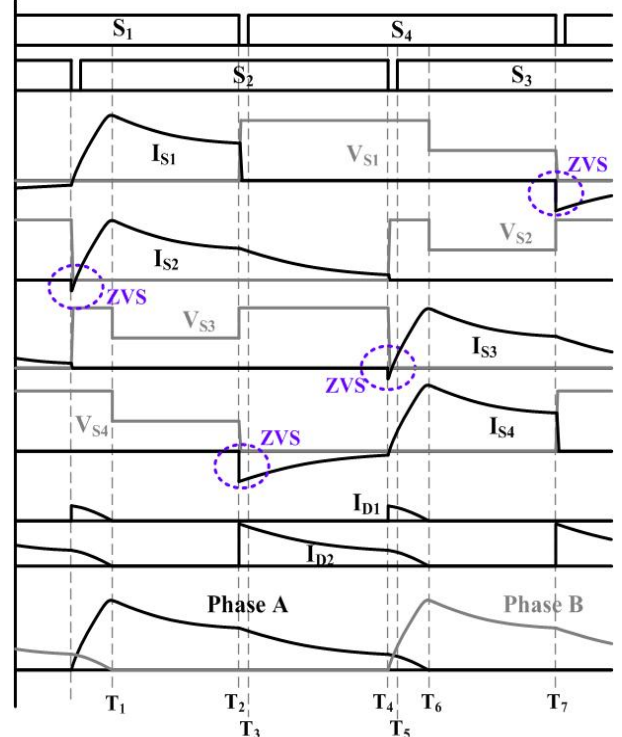 S1 S4
S2 S3
IS1 VS1 ZVS
IS2 VS2
ZVS
VS3 IS3
ZVS
VS4 ZVS IS4
ID1
ID2
Phase A Phase B
T1 T2 T4 T6 T7
T3 T5